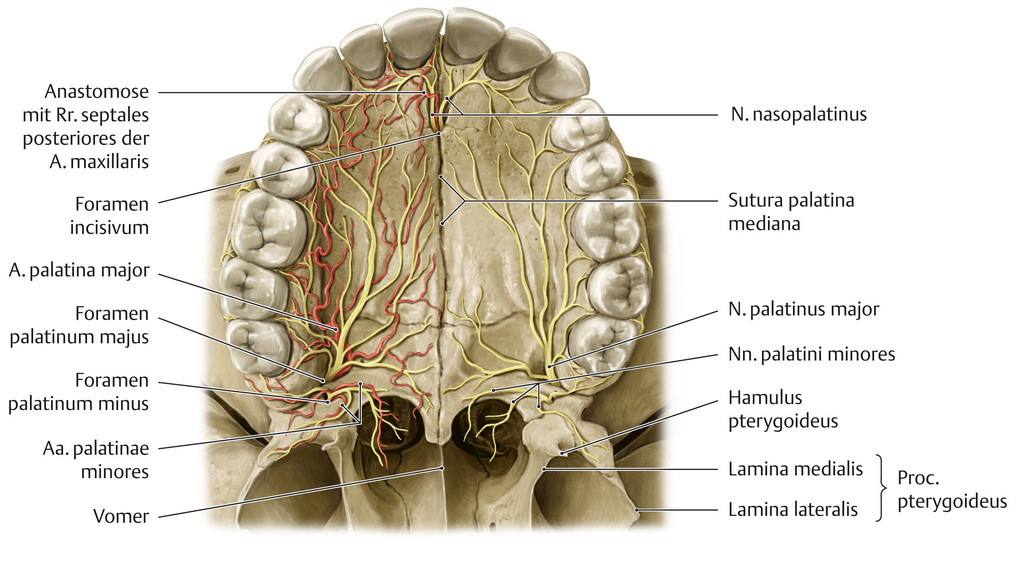 Anastomose
mit Rr. septales
posteriores der
A. maxillaris
Foramen
incisivum
A. palatina major
Foramen
palatinum majus
Foramen
palatinum minus
Aa. palatinae
minores
Vomer
N. nasopalatinus
Sutura palatina
mediana
N. palatinus major
Nn. palatini minores
Hamulus
pterygoideus
Lamina medialis
Lamina lateralis
Proc.
pterygoideus